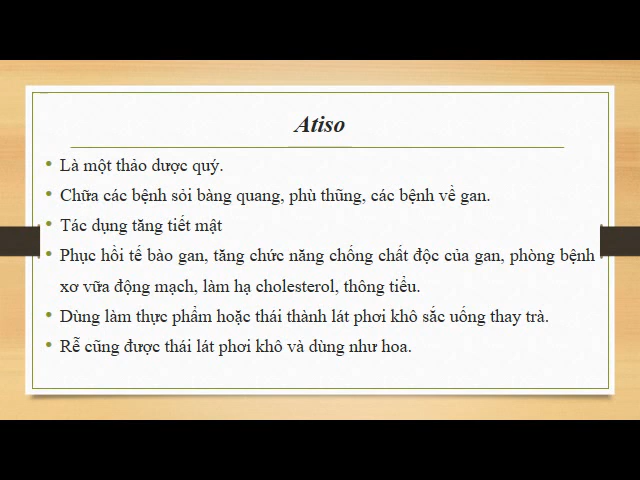 Atiso
• Là một thảo dược quý.
• Chữa các bệnh sỏi bàng quang, phù thũng, các bệnh về gan.
• Tác dụng tăng tiết mật
• Phục hồi tế bào gan, tăng chức năng chống chất độc của gan, phòng bệnh
xơ vữa động mạch, làm hạ cholesterol, thông tiểu.
• Dùng làm thực phẩm hoặc thái thành lát phơi khô sắc uống thay trà.
• Rễ cũng được thái lát phơi khô và dùng như hoa.